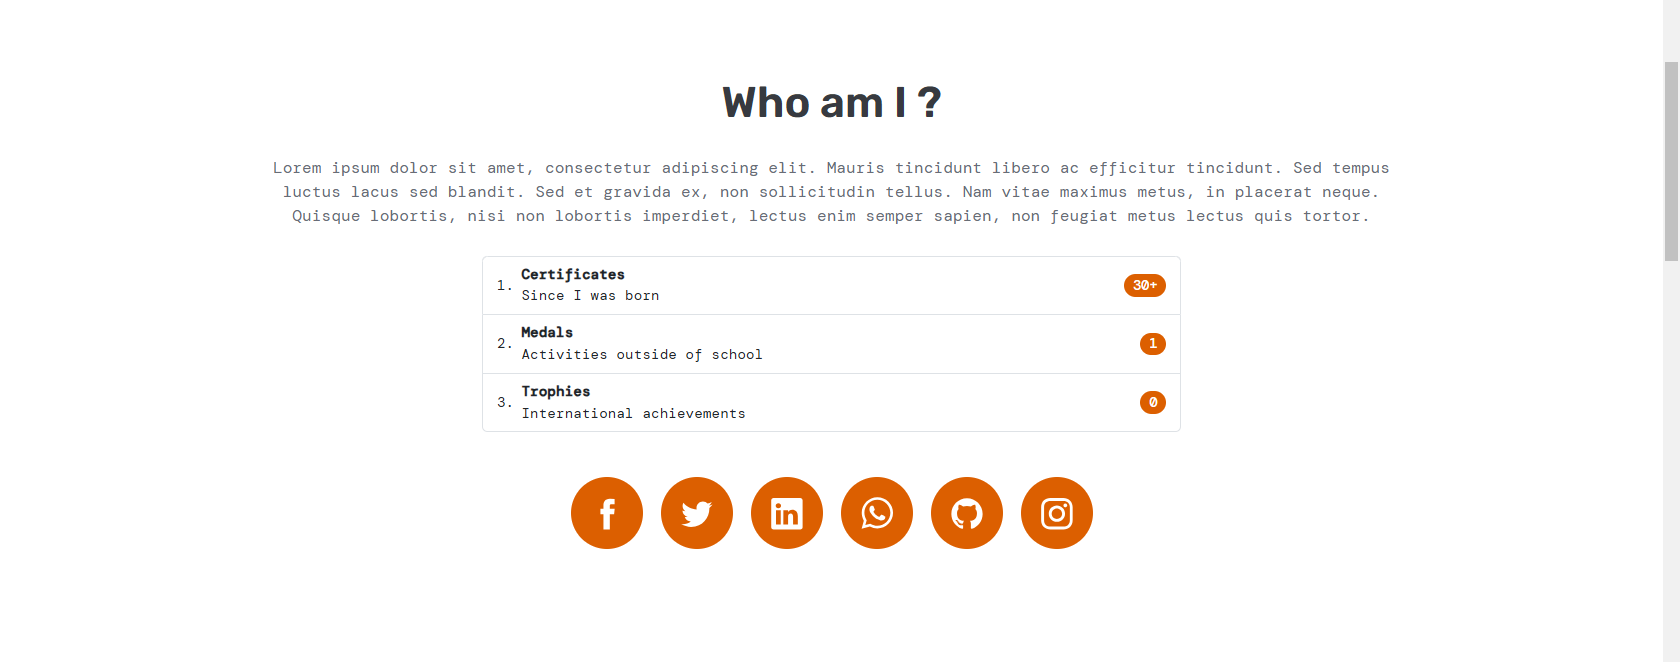 Who am I ?
Lorem ipsum dolor sit amet, consectetur adipiscing elit. Mauris tincidunt libero ac efficitur tincidunt. Sed tempus
luctus lacus sed blandit. Sed et gravida ex, non sollicitudin tellus. Nam vitae maximus metus, in placerat neque.
Quisque lobortis, nisi non lobortis imperdiet, lectus enim semper sapien, non feugiat metus lectus quis tortor.
1. Certificates 30+
Since I was born
2. Medals 1
Activities outside of school
3. Trophies 0
International achievements